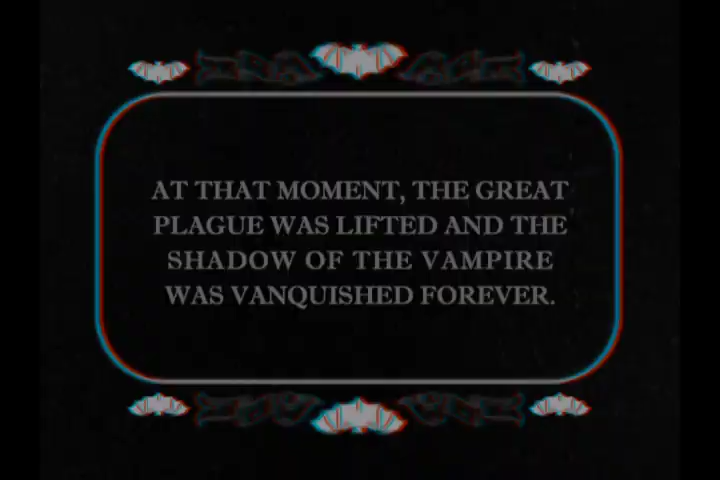 AT THAT MOMENT, THE GREAT
PLAGUE WAS LIFTED AND THE
SHADOW OF THE VAMPIRE
WAS VANQUISHED FOREVER.